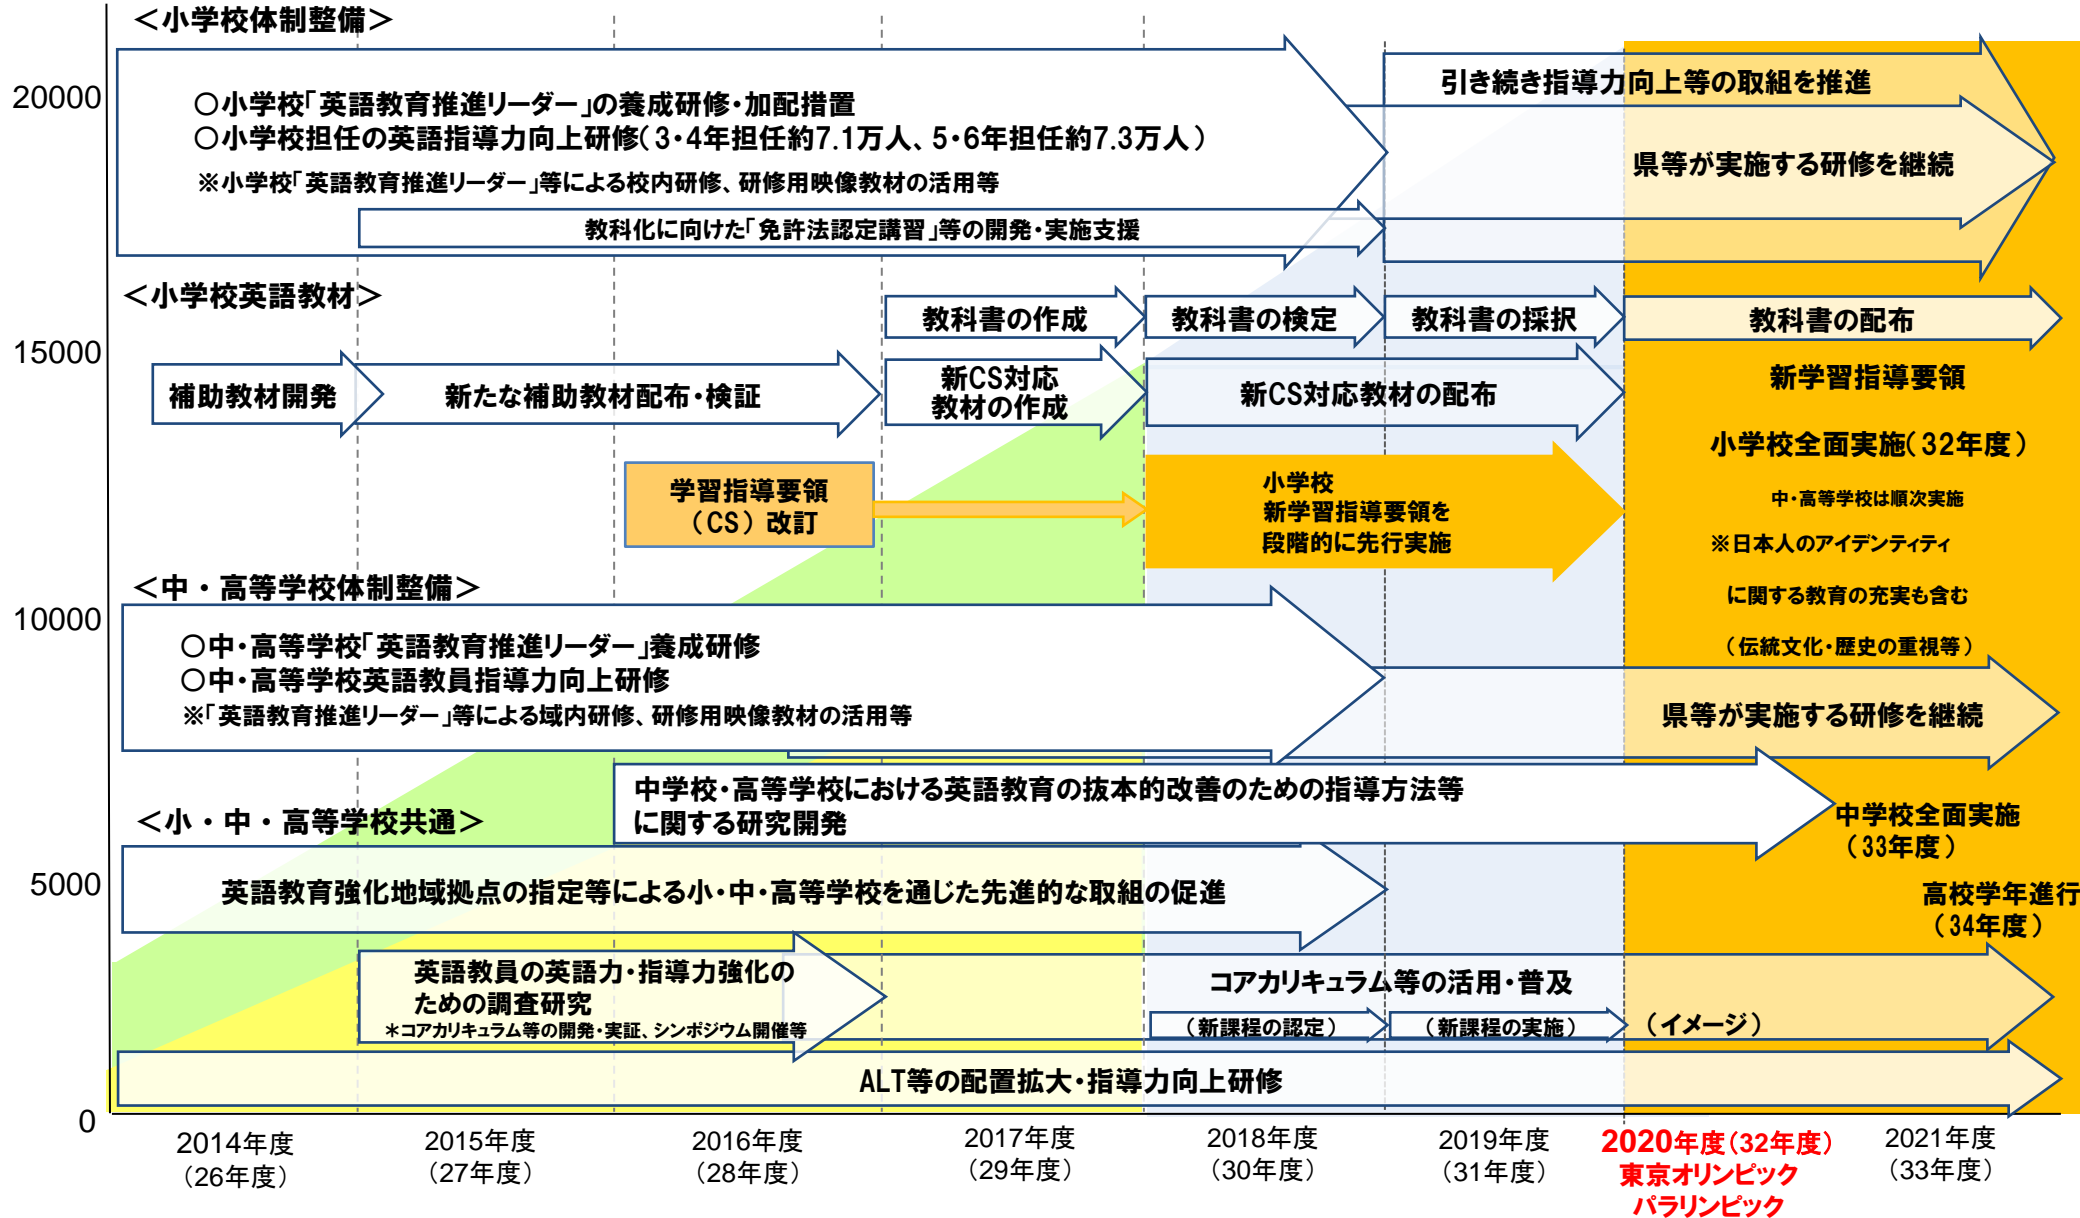 ＜小学校体制整備＞
20000
○小学校「英語教育推進リーダー」の養成研修・加配措置
○小学校担任の英語指導力向上研修（3・4年担任約7.1万人、5・6年担任約7.3万人）
※小学校「英語教育推進リーダー」等による校内研修、研修用映像教材の活用等
教科化に向けた「免許法認定講習」等の開発・実施支援
引き続き指導力向上等の取組を推進
県等が実施する研修を継続
＜小学校英語教材＞
教科書の作成
教科書の検定
教科書の採択
教科書の配布
15000
補助教材開発
新たな補助教材配布・検証
新CS対応
教材の作成
新CS対応教材の配布
新学習指導要領
小学校全面実施（32年度）
中・高等学校は順次実施
※日本人のアイデンティティ
に関する教育の充実も含む
（伝統文化・歴史の重視等）
学習指導要領
（CS）改訂
小学校
新学習指導要領を
段階的に先行実施
＜中・高等学校体制整備＞
10000
○中・高等学校「英語教育推進リーダー」養成研修
○中・高等学校英語教員指導力向上研修
※「英語教育推進リーダー」等による域内研修、研修用映像教材の活用等
県等が実施する研修を継続
中学校・高等学校における英語教育の抜本的改善のための指導方法等
に関する研究開発
中学校全面実施
（33年度）
＜小・中・高等学校共通＞
5000
英語教育強化地域拠点の指定等による小・中・高等学校を通じた先進的な取組の促進
高校学年進行
（34年度）
英語教員の英語力・指導力強化の
ための調査研究
＊コアカリキュラム等の開発・実証、シンポジウム開催等
コアカリキュラム等の活用・普及
（新課程の認定）
（新課程の実施）
（イメージ）
ALT等の配置拡大・指導力向上研修
0
2014年度
（26年度）
2015年度
（27年度）
2016年度
（28年度）
2017年度
（29年度）
2018年度
（30年度）
2019年度
（31年度）
2020年度（32年度）
東京オリンピック
パラリンピック
2021年度
（33年度）